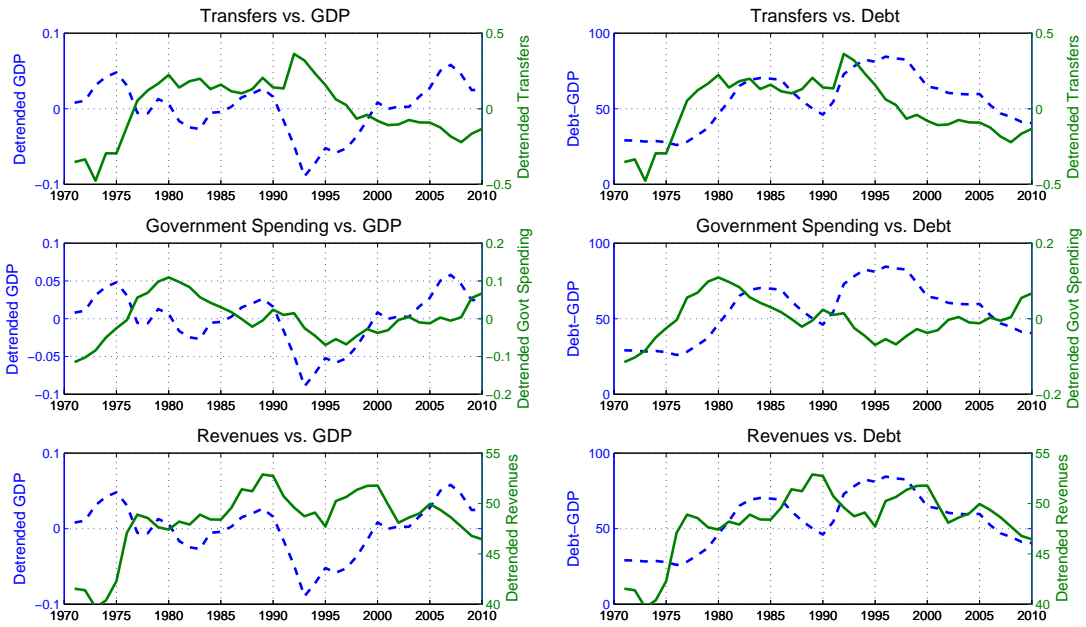 Transfers vs. GDP
0.1
0
−0.1
Detrended GDP
0.5
0
−0.5
Detrended Transfers
1970 1975 1980 1985 1990 1995 2000 2005 2010
Transfers vs. Debt
100
50
0
Debt−GDP
0.5
0
−0.5
Detrended Transfers
1970 1975 1980 1985 1990 1995 2000 2005 2010
Government Spending vs. GDP
0.1
0.05
0
−0.05
−0.1
Detrended GDP
0.2
0.1
0
−0.1
−0.2
Detrended Govt Spending
1970 1975 1980 1985 1990 1995 2000 2005 2010
Government Spending vs. Debt
100
50
0
Debt−GDP
0.2
0
−0.2
Detrended Govt Spending
1970 1975 1980 1985 1990 1995 2000 2005 2010
Revenues vs. GDP
0.1
0
−0.1
Detrended GDP
55
50
45
40
Detrended Revenues
1970 1975 1980 1985 1990 1995 2000 2005 2010
Revenues vs. Debt
100
50
0
Debt−GDP
55
50
45
40
Detrended Revenues
1970 1975 1980 1985 1990 1995 2000 2005 2010